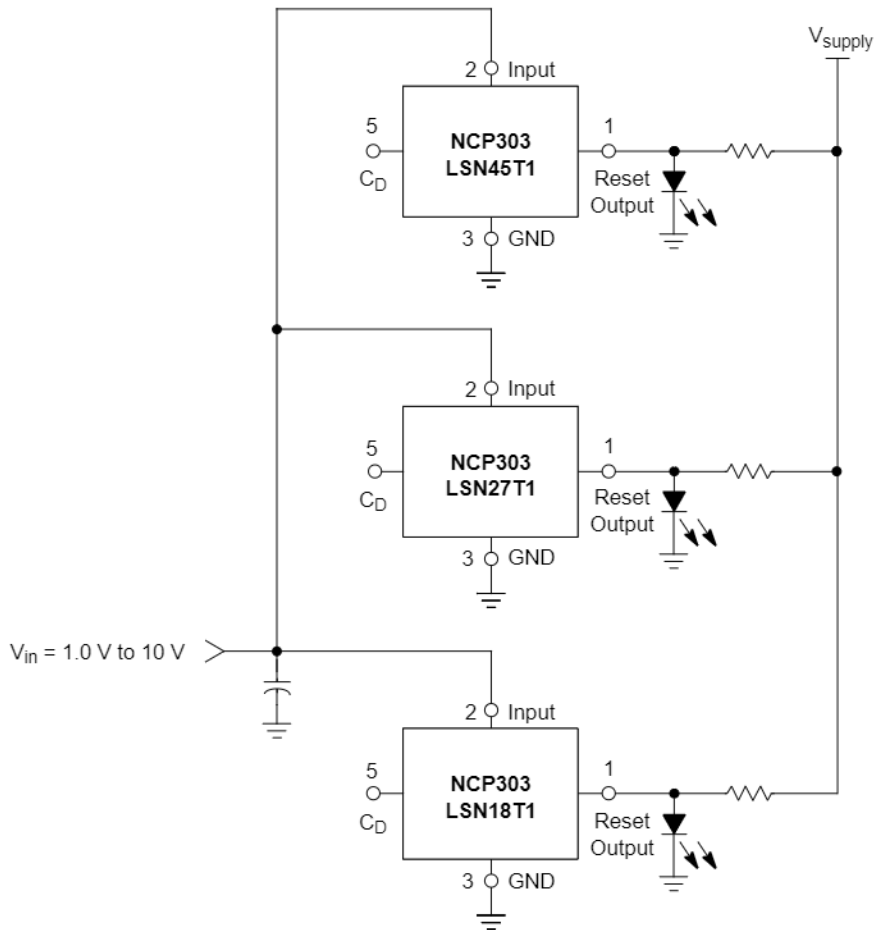 V_supply
2 Input
5
C_D
NCP303
LSN45T1
1
Reset
Output
3 GND
2 Input
5
C_D
NCP303
LSN27T1
1
Reset
Output
3 GND
V_in = 1.0 V to 10 V
2 Input
5
C_D
NCP303
LSN18T1
1
Reset
Output
3 GND